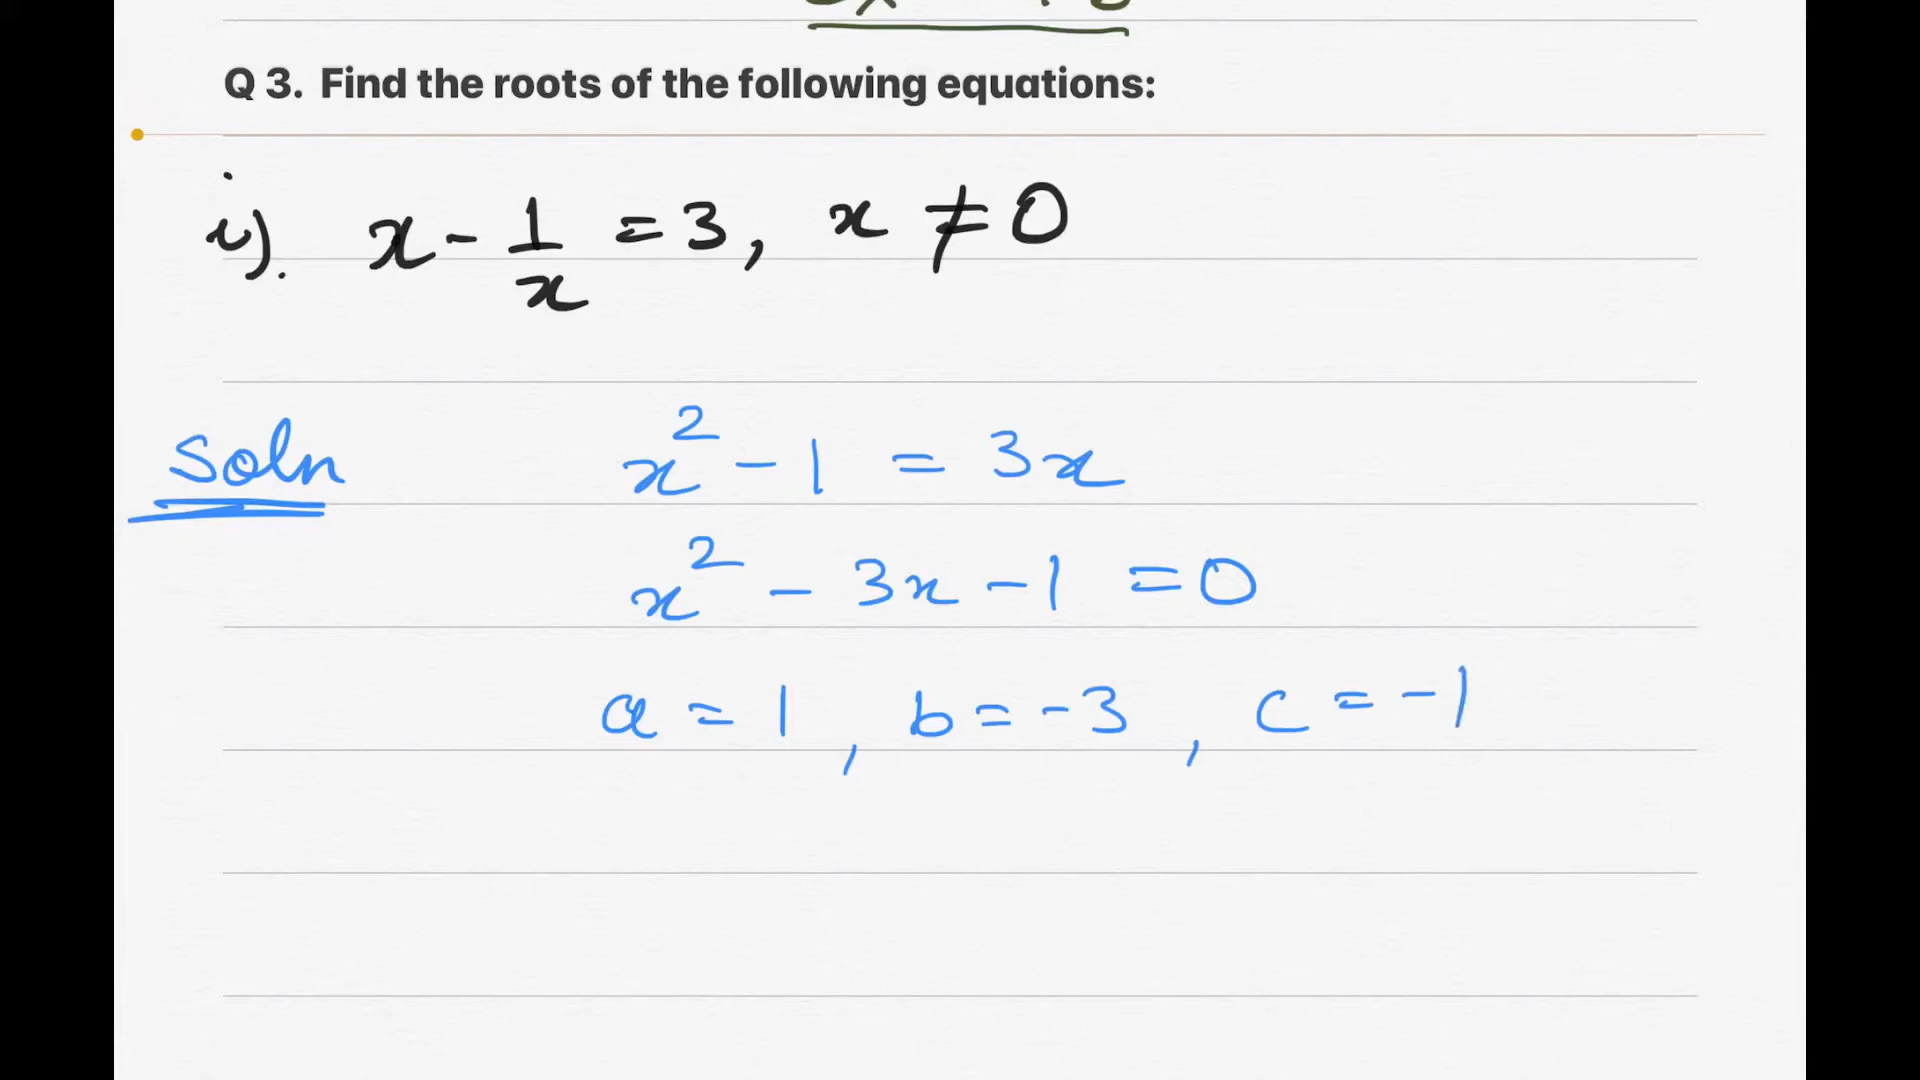 Q 3. Find the roots of the following equations:
i). x - 1/x = 3, x ≠ 0
Soln x² - 1 = 3x
x² - 3x - 1 = 0
a = 1, b = -3, c = -1